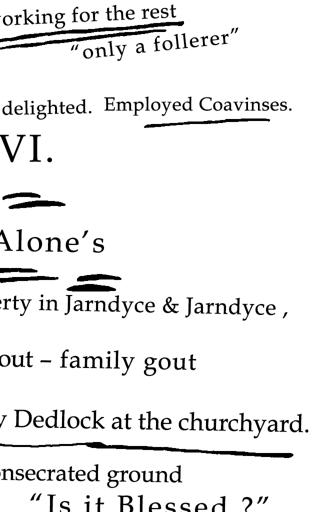 orking for the rest
"only a follerer"
delighted. Employed Coavinses.
VI.
Alone's
erty in Jarndyce & Jarndyce ,
out – family gout
y Dedlock at the churchyard.
onsecrated ground
"Is it Blessed ?"